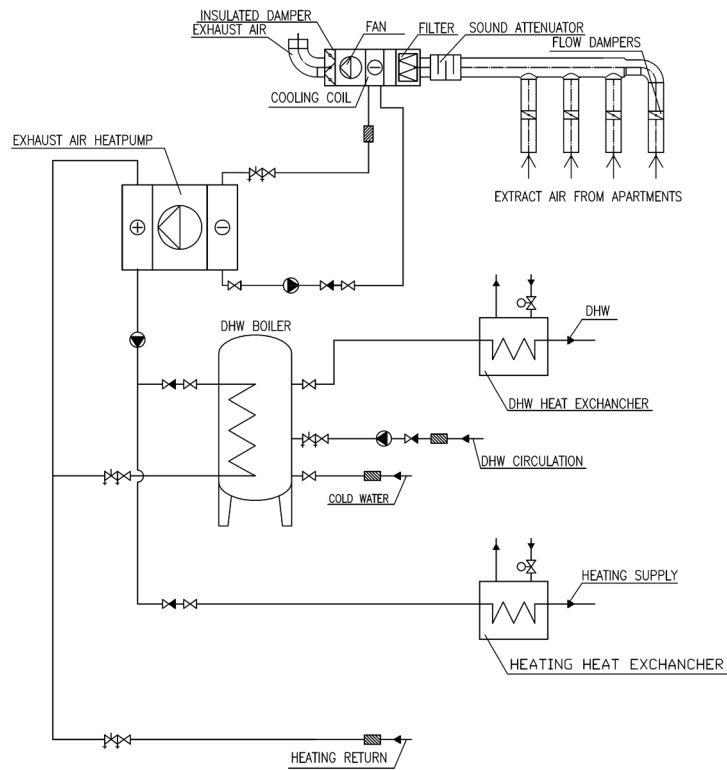 INSULATED DAMPER
EXHAUST AIR
FAN
FILTER
SOUND ATTENUATOR
FLOW DAMPERS
COOLING COIL
EXHAUST AIR HEATPUMP
EXTRACT AIR FROM APARTMENTS
DHW BOILER
DHW
DHW HEAT EXCHANCHER
DHW CIRCULATION
COLD WATER
HEATING SUPPLY
HEATING HEAT EXCHANCHER
HEATING RETURN